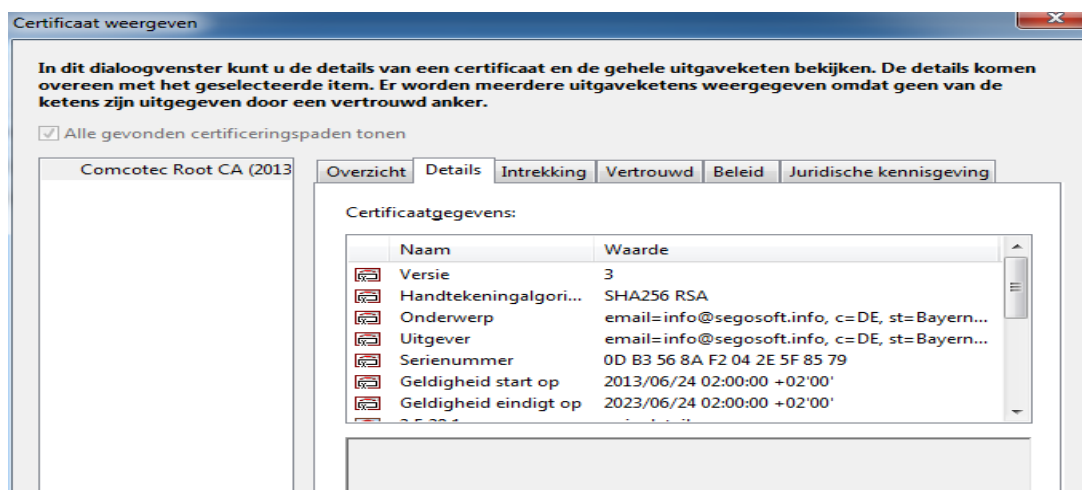 Certificaat weergeven
In dit dialoogvenster kunt u de details van een certificaat en de gehele uitgaveketen bekijken. De details komen
overeen met het geselecteerde item. Er worden meerdere uitgaveketens weergegeven omdat geen van de
ketens zijn uitgegeven door een vertrouwd anker.
Alle gevonden certificeringspaden tonen
Comcotec Root CA (2013
Overzicht Details Intrekking Vertrouwd Beleid Juridische kennisgeving
Certificaatgegevens:
Naam Waarde
Versie 3
Handtekeningalgori... SHA256 RSA
Onderwerp email=info@segosoft.info, c=DE, st=Bayern...
Uitgever email=info@segosoft.info, c=DE, st=Bayern...
Serienummer 0D B3 56 8A F2 04 2E 5F 85 79
Geldigheid start op 2013/06/24 02:00:00 +02'00'
Geldigheid eindigt op 2023/06/24 02:00:00 +02'00'